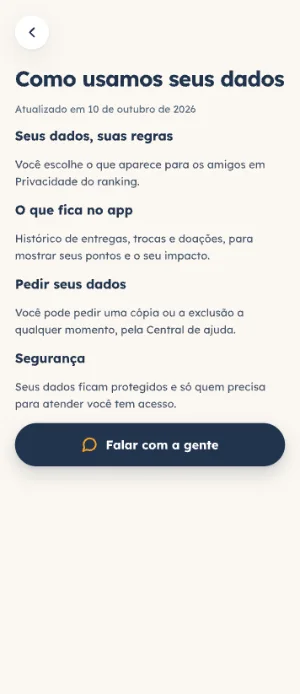 Como usamos seus dados
Atualizado em 10 de outubro de 2026
Seus dados, suas regras
Você escolhe o que aparece para os amigos em
Privacidade do ranking.
O que fica no app
Histórico de entregas, trocas e doações, para
mostrar seus pontos e o seu impacto.
Pedir seus dados
Você pode pedir uma cópia ou a exclusão a
qualquer momento, pela Central de ajuda.
Segurança
Seus dados ficam protegidos e só quem precisa
para atender você tem acesso.
Falar com a gente